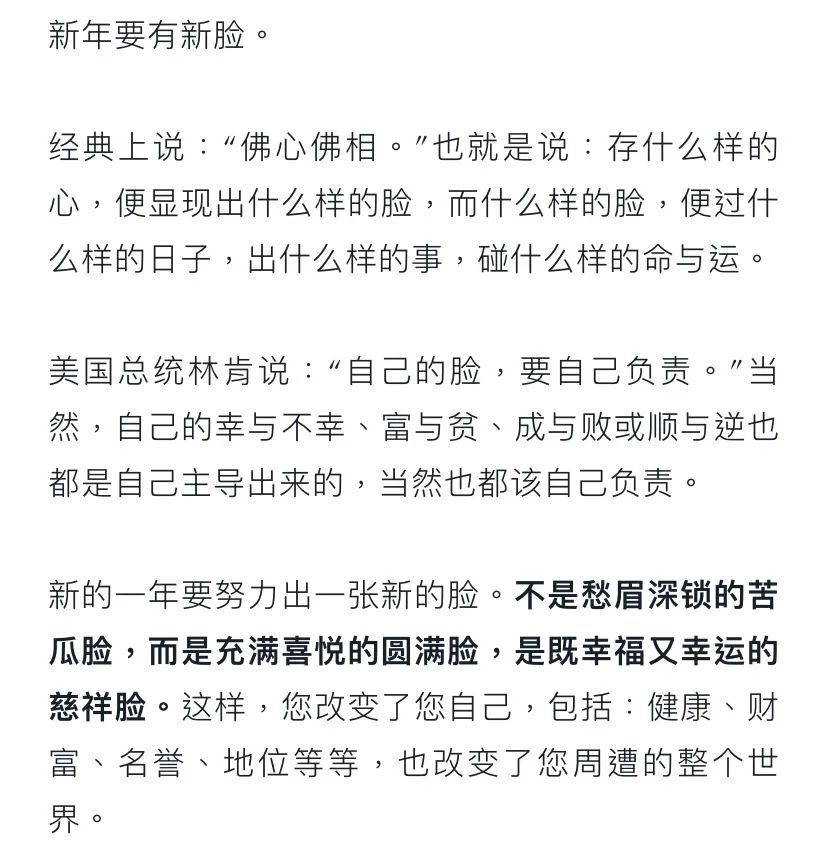 新年要有新脸。
经典上说：“佛心佛相。”也就是说：存什么样的
心，便显现出什么样的脸，而什么样的脸，便过什
么样的日子，出什么样的事，碰什么样的命与运。
美国总统林肯说：“自己的脸，要自己负责。”当
然，自己的幸与不幸、富与贫、成与败或顺与逆也
都是自己主导出来的，当然也都该自己负责。
新的一年要努力出一张新的脸。不是愁眉深锁的苦
瓜脸，而是充满喜悦的圆满脸，是既幸福又幸运的
慈祥脸。这样，您改变了您自己，包括：健康、财
富、名誉、地位等等，也改变了您周遭的整个世
界。